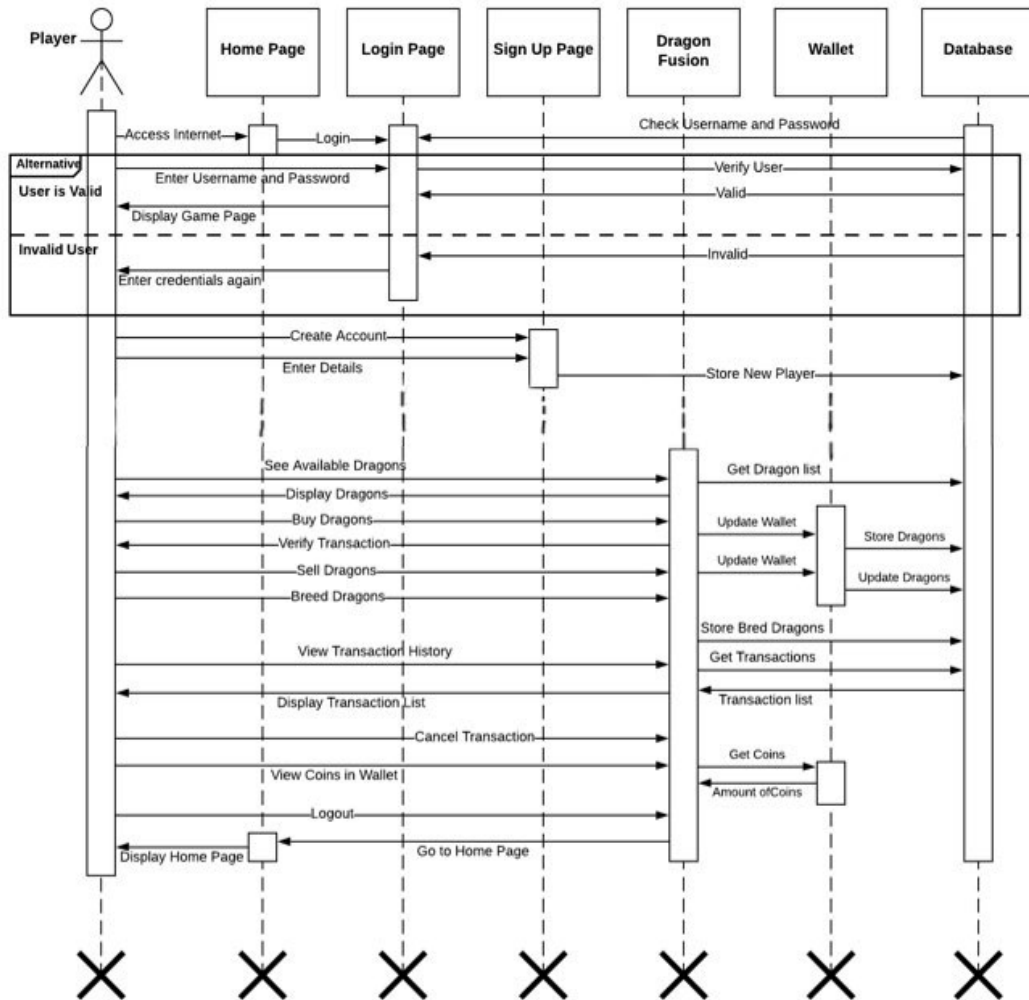 Player
Home Page
Login Page
Sign Up Page
Dragon
Fusion
Wallet
Database
Access Internet
Login
Check Username and Password
Alternative
Enter Username and Password
Verify User
User is Valid
Valid
Display Game Page
Invalid User
Invalid
Enter credentials again
Create Account
Enter Details
Store New Player
See Available Dragons
Get Dragon list
Display Dragons
Buy Dragons
Update Wallet
Store Dragons
Verify Transaction
Update Wallet
Sell Dragons
Update Dragons
Breed Dragons
Store Bred Dragons
View Transaction History
Get Transactions
Display Transaction List
Transaction list
Cancel Transaction
Get Coins
View Coins in Wallet
Amount ofCoins
Logout
Go to Home Page
Display Home Page